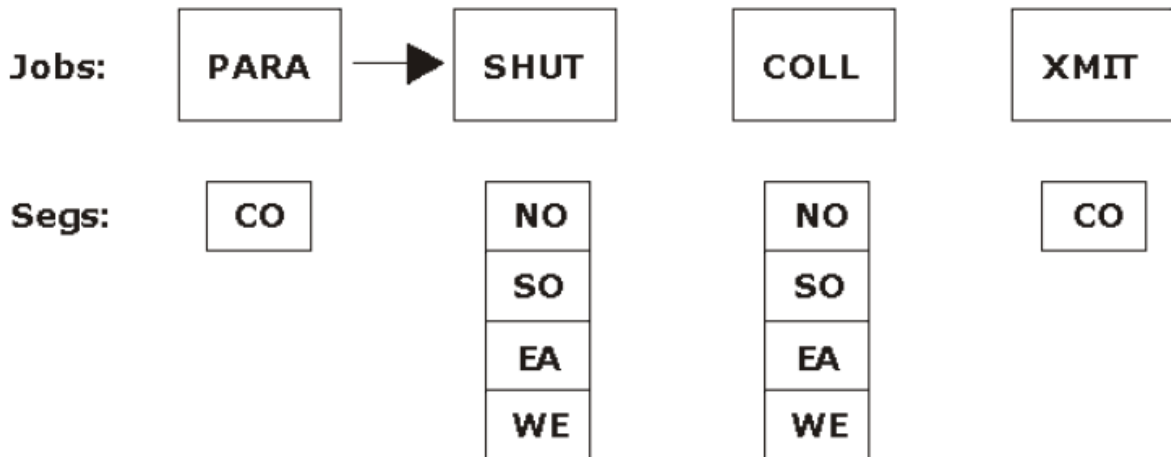 Jobs: PARA SHUT COLL XMIT
Segs: CO NO NO CO
SO SO
EA EA
WE WE